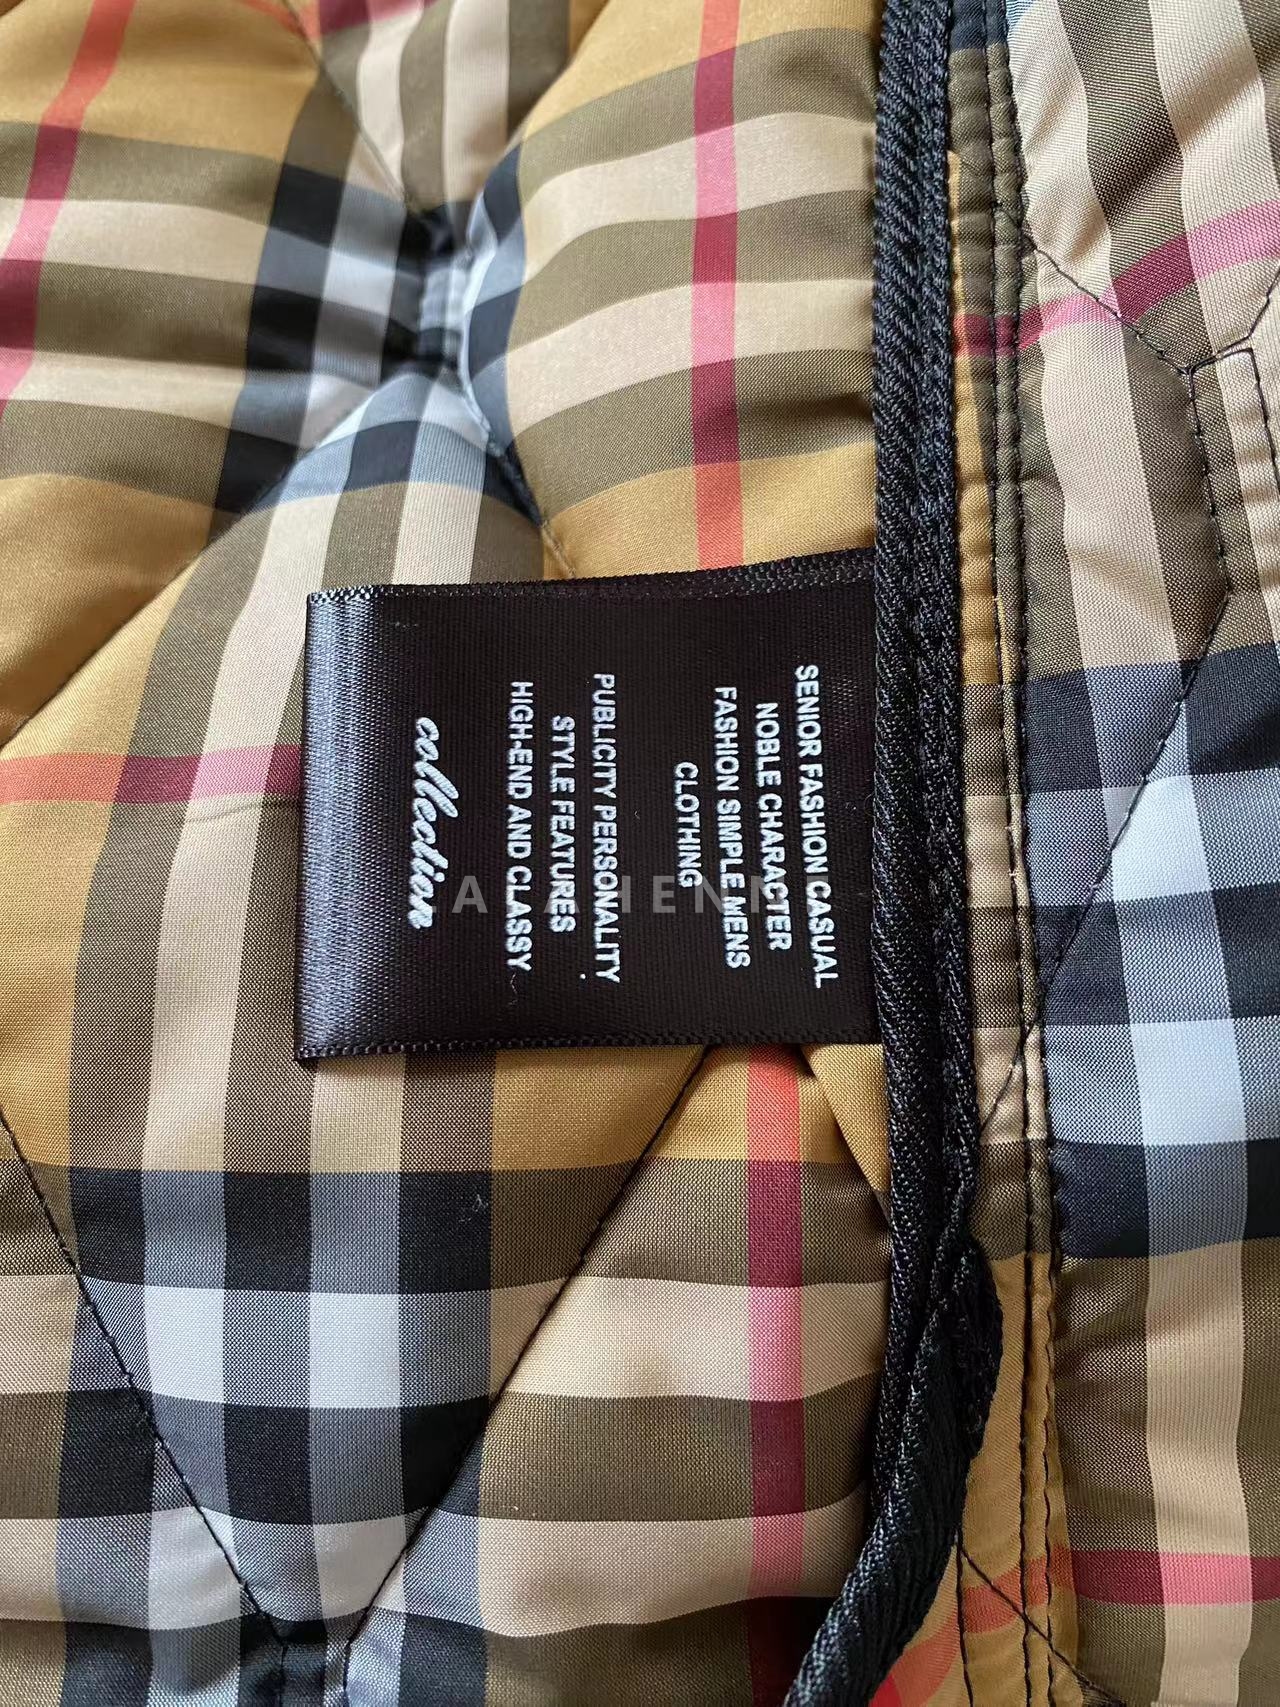 SENIOR FASHION CASUAL
NOBLE CHARACTER
FASHION SIMPLE MENS
CLOTHING
PUBLICITY PERSONALITY
STYLE FEATURES
HIGH-END AND CLASSY
collection